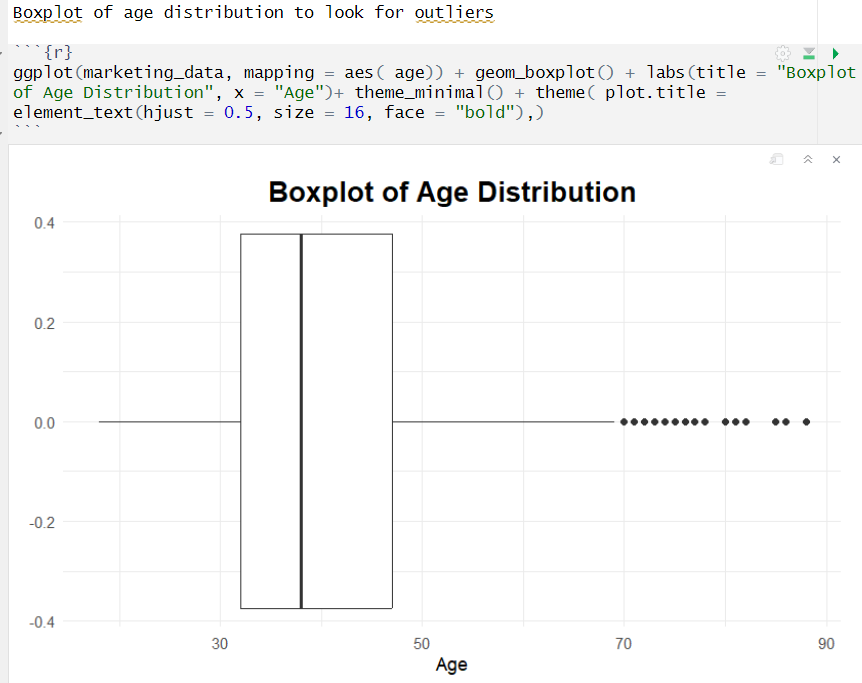 Boxplot of age distribution to look for outliers
```{r}
ggplot(marketing_data, mapping = aes( age)) + geom_boxplot() + labs(title = "Boxplot
of Age Distribution", x = "Age")+ theme_minimal() + theme( plot.title =
element_text(hjust = 0.5, size = 16, face = "bold"),)
```
Boxplot of Age Distribution
0.4
0.2
0.0
-0.2
-0.4
30 50 70 90
Age